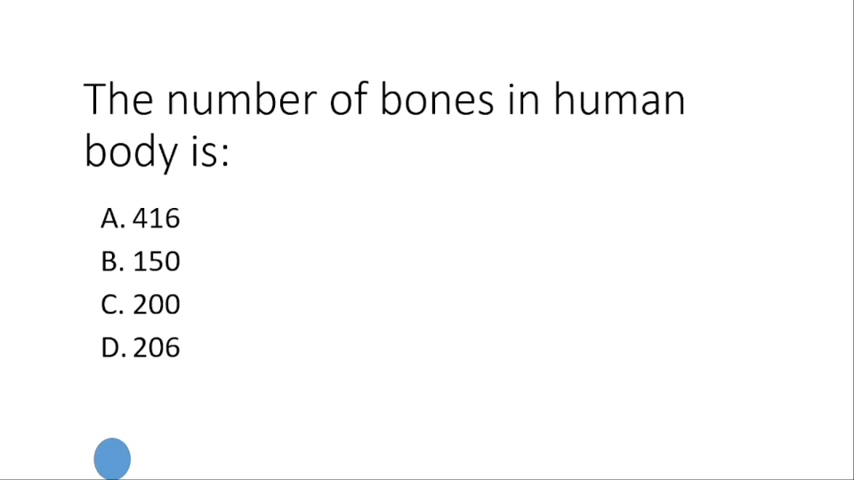 The number of bones in human
body is:
A. 416
B. 150
C. 200
D. 206